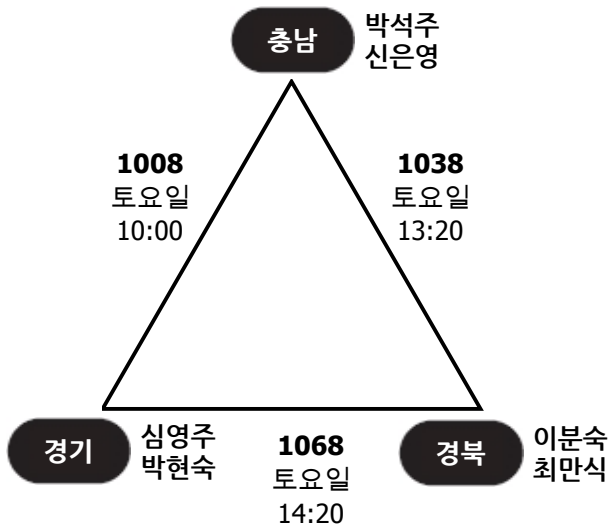 충남
박석주
신은영
1008
토요일
10:00
1038
토요일
13:20
경기
심영주
박현숙
1068
토요일
14:20
경북
이분숙
최만식